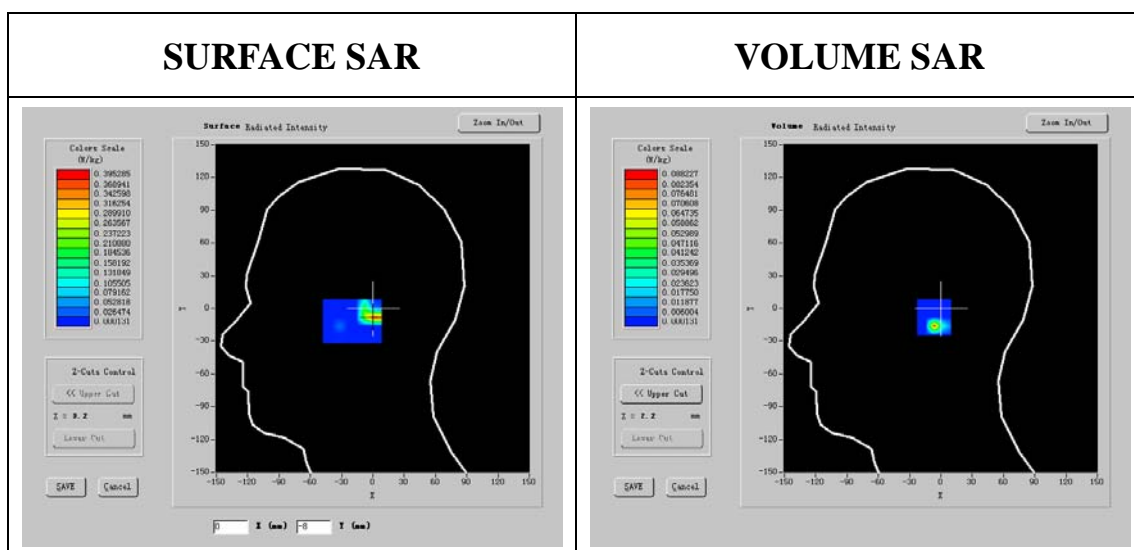 SURFACE SAR
VOLUME SAR
Surface Radiated Intensity
Zoom In/Out
Colors Scale
(W/kg)
0.395285
0.368941
0.342598
0.316254
0.289910
0.263567
0.237223
0.210880
0.184536
0.158192
0.131849
0.105505
0.079162
0.052818
0.026474
0.000131
150
120
90
60
30
0
-30
-60
-90
-120
-150
Y
-150 -120 -90 -60 -30 0 30 60 90 120 150
X
Z-Cuts Control
<< Upper Cut
mm
Lower Cut
SAVE
Cancel
0 X (mm) -8 Y (mm)
Volume Radiated Intensity
Zoom In/Out
Colors Scale
(W/kg)
0.088227
0.082354
0.076481
0.070608
0.064735
0.058862
0.052989
0.047116
0.041242
0.035369
0.029496
0.023623
0.017750
0.011877
0.006004
0.000131
150
120
90
60
30
0
-30
-60
-90
-120
-150
Y
-150 -120 -90 -60 -30 0 30 60 90 120 150
X
Z-Cuts Control
<< Upper Cut
mm
Lower Cut
SAVE
Cancel